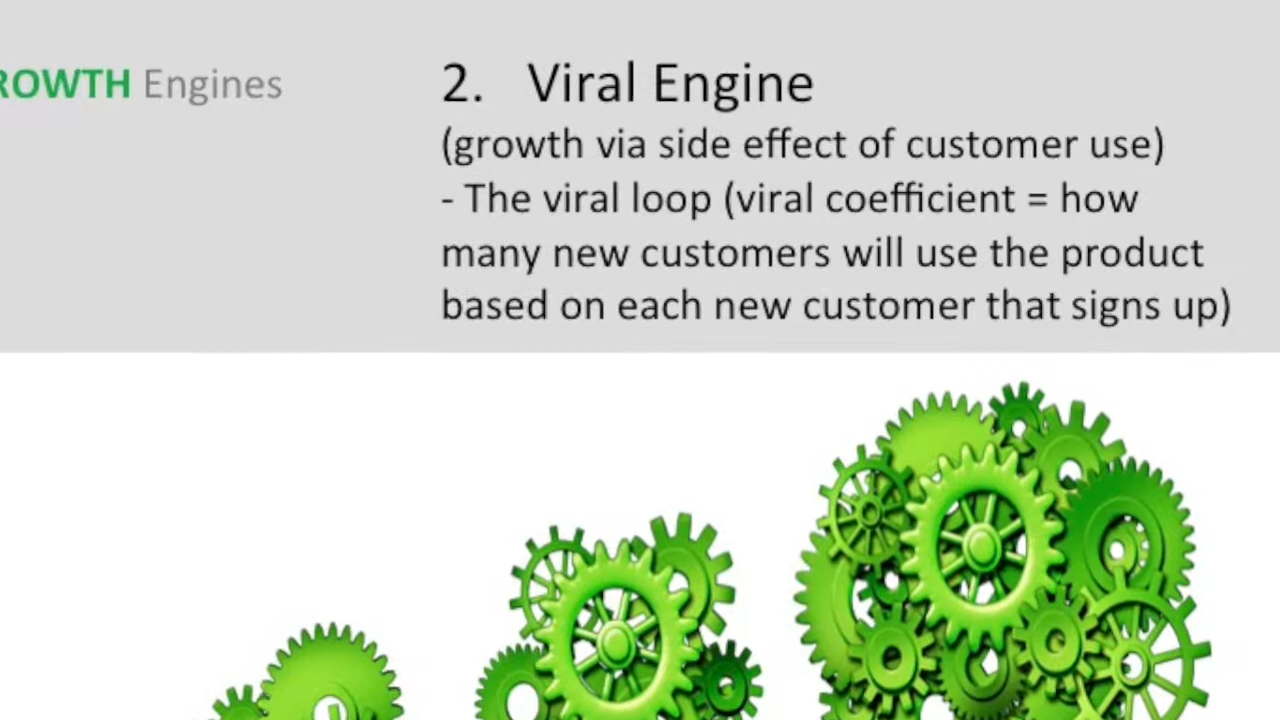 ROWTH Engines
2. Viral Engine
(growth via side effect of customer use)
- The viral loop (viral coefficient = how
many new customers will use the product
based on each new customer that signs up)